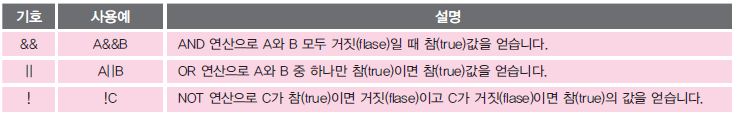 기호 사용예 설명
&& A&&B AND 연산으로 A와 B 모두 거짓(flase)일 때 참(true)값을 얻습니다.
|| A||B OR 연산으로 A와 B 중 하나만 참(true)이면 참(true)값을 얻습니다.
! !C NOT 연산으로 C가 참(true)이면 거짓(flase)이고 C가 거짓(flase)이면 참(true)의 값을 얻습니다.